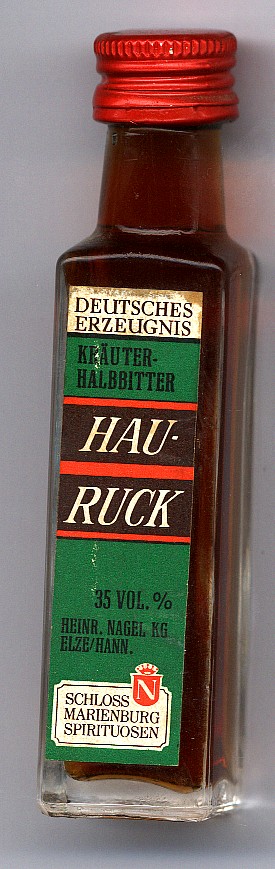 DEUTSCHES
ERZEUGNIS
KRÄUTER-
HALBBITTER
HAU-
RUCK
35 VOL. %
HEINR. NAGEL KG
ELZE/HANN.
N
SCHLOSS
MARIENBURG
SPIRITUOSEN